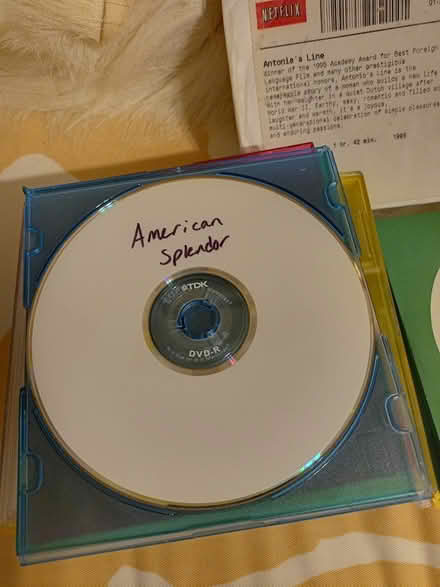 NETFLIX
Antonia's Line
Winner of the 1995 Academy Award for Best Foreign
Language Film and many other prestigious
international honors, Antonia's Line is the
memorable story of a woman who builds a new life
with her daughter in a quiet Dutch village after
World War II. Earthy, sexy, romantic and filled with
laughter and warmth, it's a joyous,
multi-generational celebration of simple pleasures
and enduring passions.
1 hr. 42 min. 1995
American
Splendor
TDK
DVD-R